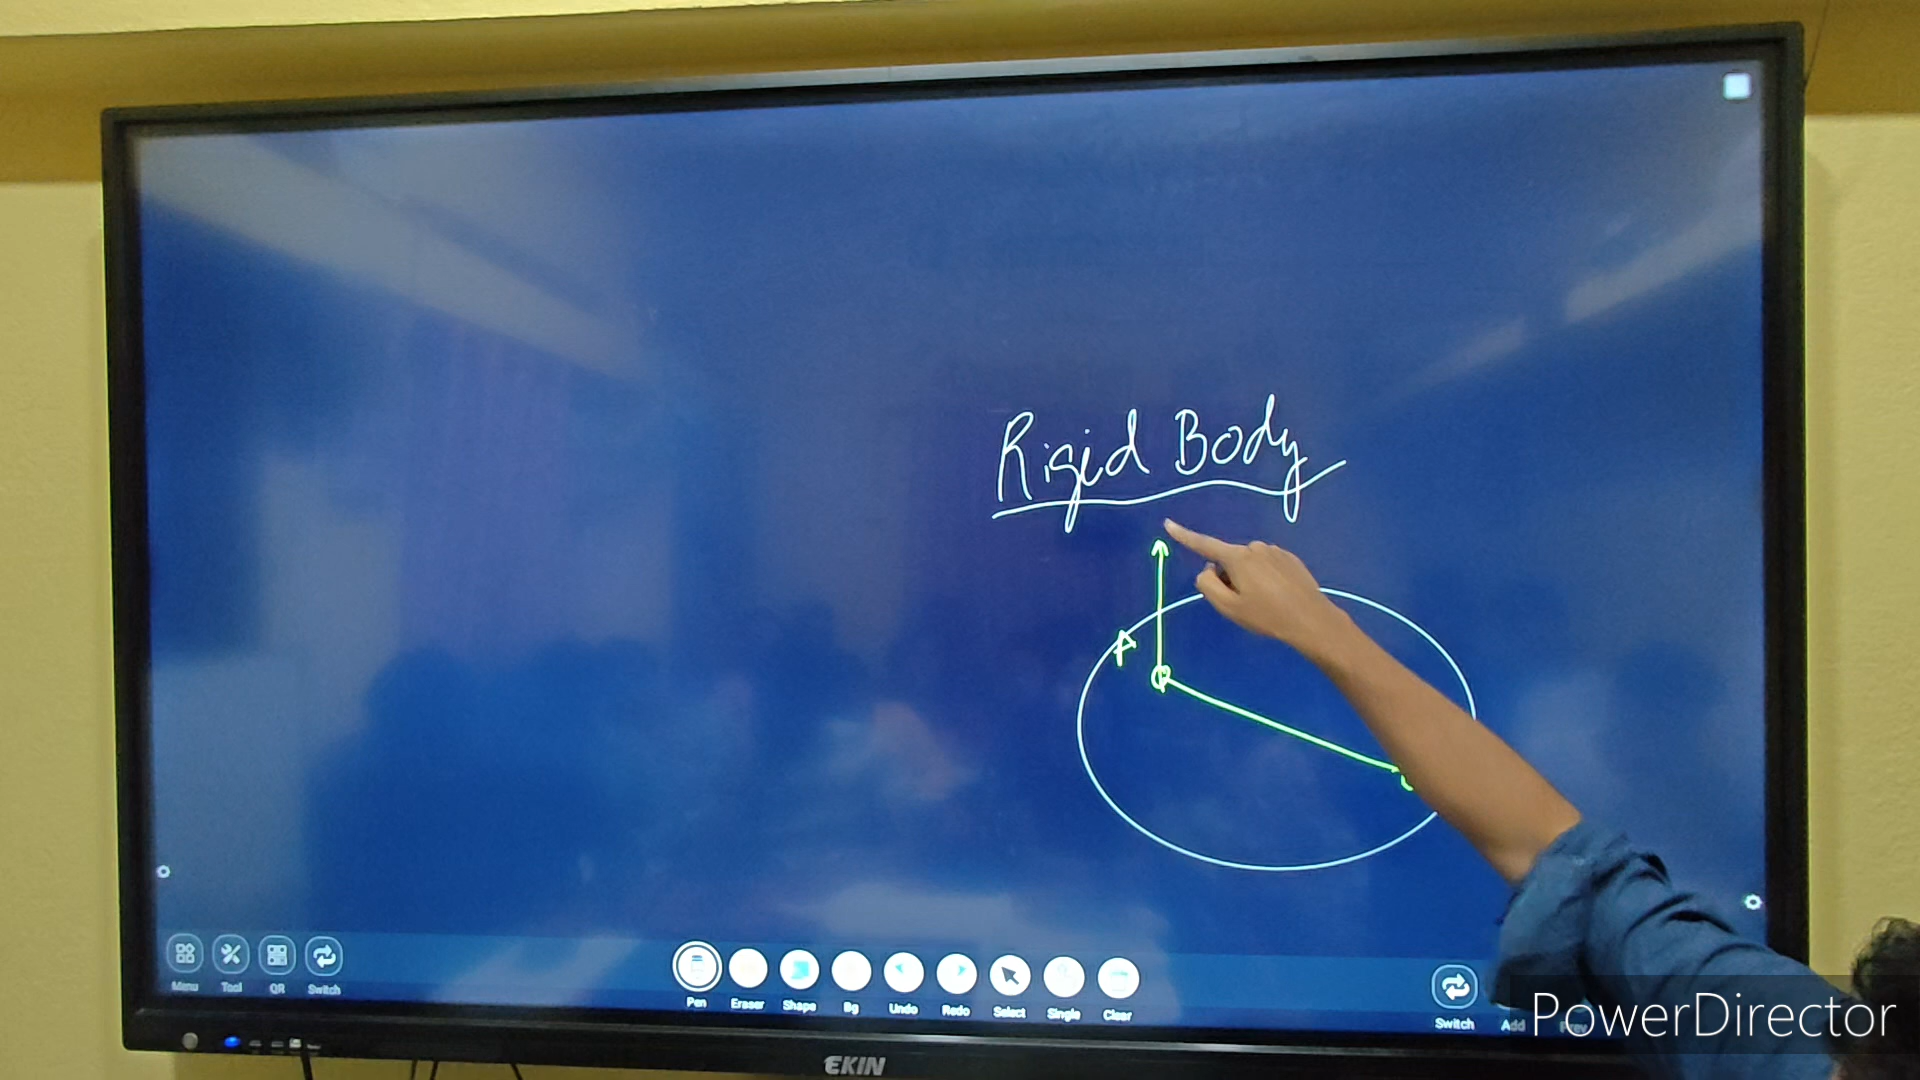 Rigid Body
A
Menu Tool QR Switch Pen Eraser Shape Bg Undo Redo Select Single Clear Switch Add Prev
PowerDirector
EKIN